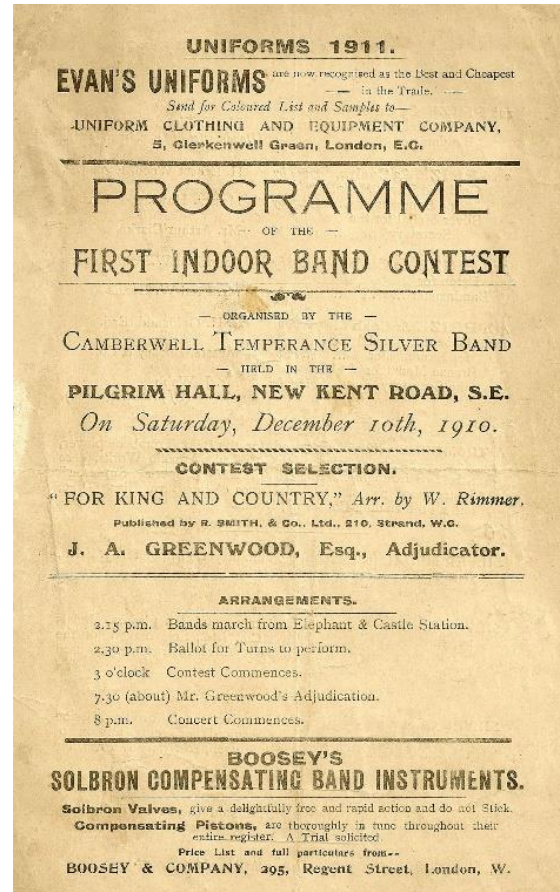 UNIFORMS 1911.
EVAN'S UNIFORMS are now recognised as the Best and Cheapest
— — in the Trade. — —
Send for Coloured List and Samples to—
UNIFORM CLOTHING AND EQUIPMENT COMPANY,
5, Clerkenwell Green, London, E.C.
PROGRAMME
— OF THE —
FIRST INDOOR BAND CONTEST
— ORGANISED BY THE —
CAMBERWELL TEMPERANCE SILVER BAND
— HELD IN THE —
PILGRIM HALL, NEW KENT ROAD, S.E.
On Saturday, December 10th, 1910.
CONTEST SELECTION.
"FOR KING AND COUNTRY," Arr. by W. Rimmer.
Published by R. SMITH, & Co., Ltd., 210, Strand, W.C.
J. A. GREENWOOD, Esq., Adjudicator.
ARRANGEMENTS.
2.15 p.m. Bands march from Elephant & Castle Station.
2.30 p.m. Ballot for Turns to perform.
3 o'clock Contest Commences.
7.30 (about) Mr. Greenwood's Adjudication.
8 p.m. Concert Commences.
BOOSEY'S
SOLBRON COMPENSATING BAND INSTRUMENTS.
Solbron Valves, give a delightfully free and rapid action and do not Stick.
Compensating Pistons, are thoroughly in tune throughout their
entire register. A Trial solicited
Price List and full particulars from--
BOOSEY & COMPANY, 295, Regent Street, London, W.